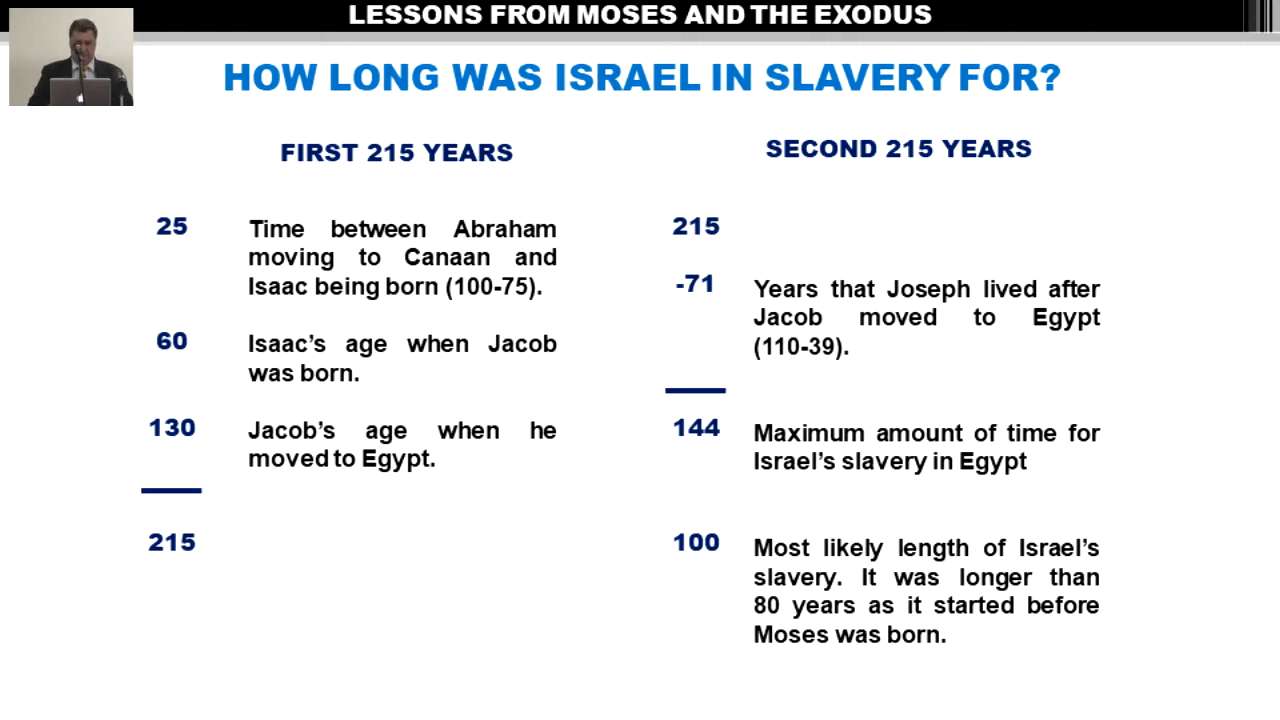 LESSONS FROM MOSES AND THE EXODUS
HOW LONG WAS ISRAEL IN SLAVERY FOR?
FIRST 215 YEARS
25 Time between Abraham
moving to Canaan and
Isaac being born (100-75).
60 Isaac’s age when Jacob
was born.
130 Jacob’s age when he
moved to Egypt.
215
SECOND 215 YEARS
215
-71 Years that Joseph lived after
Jacob moved to Egypt
(110-39).
144 Maximum amount of time for
Israel’s slavery in Egypt
100 Most likely length of Israel’s
slavery. It was longer than
80 years as it started before
Moses was born.